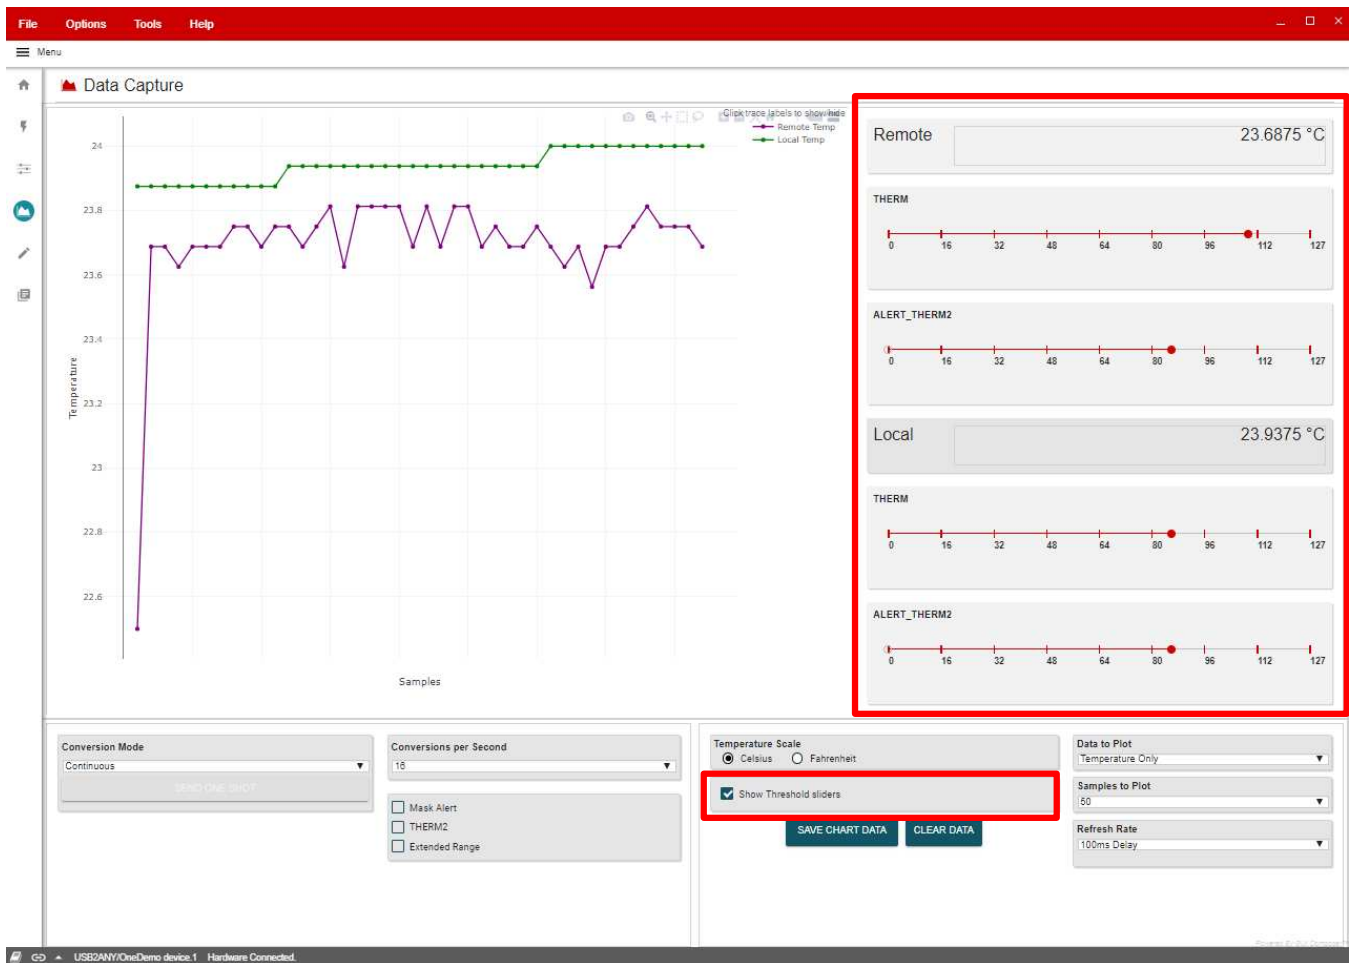 File Options Tools Help
Menu
Data Capture
Click trace labels to show/hide
Remote Temp
Local Temp
24
23.8
23.6
23.4
23.2
23
22.8
22.6
Temperature
Samples
Remote 23.6875 °C
THERM
0 16 32 48 64 80 96 112 127
ALERT_THERM2
0 16 32 48 64 80 96 112 127
Local 23.9375 °C
THERM
0 16 32 48 64 80 96 112 127
ALERT_THERM2
0 16 32 48 64 80 96 112 127
Conversion Mode
Continuous
SEND ONE SHOT
Conversions per Second
16
Mask Alert
THERM2
Extended Range
Temperature Scale
Celsius Fahrenheit
Show Threshold sliders
SAVE CHART DATA CLEAR DATA
Data to Plot
Temperature Only
Samples to Plot
50
Refresh Rate
100ms Delay
Powered By GUI Composer
USB2ANY/OneDemo device.1 Hardware Connected.